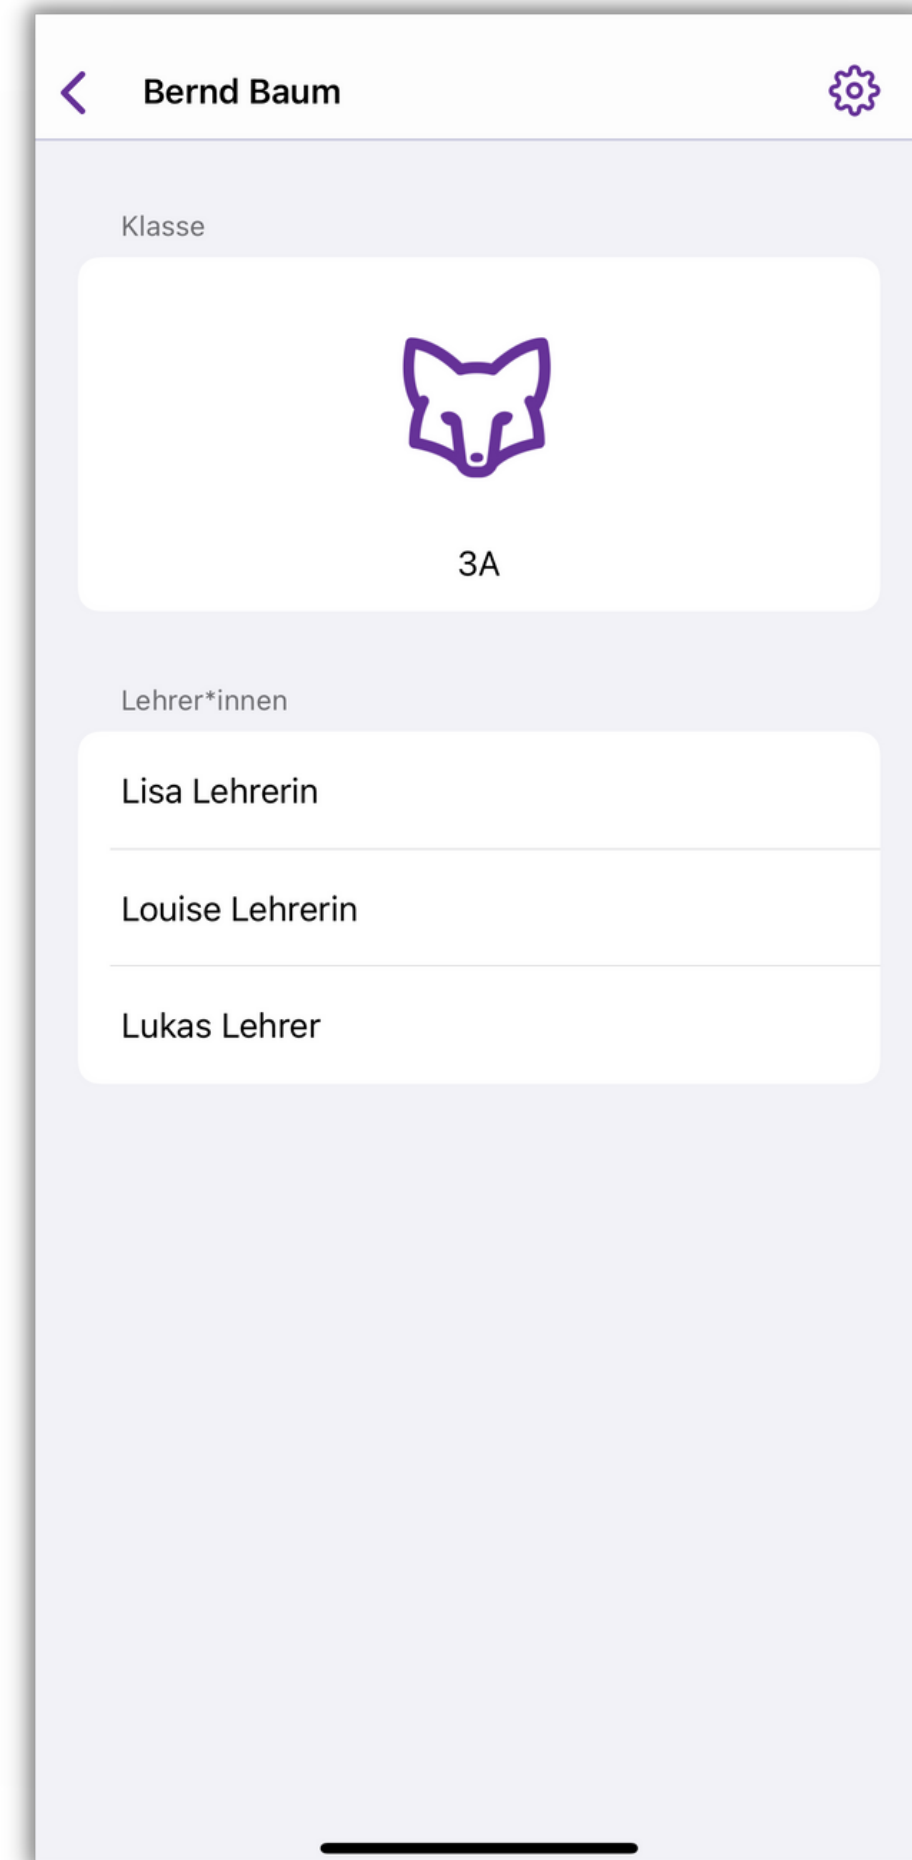 Bernd Baum
Klasse
3A
Lehrer*innen
Lisa Lehrerin
Louise Lehrerin
Lukas Lehrer